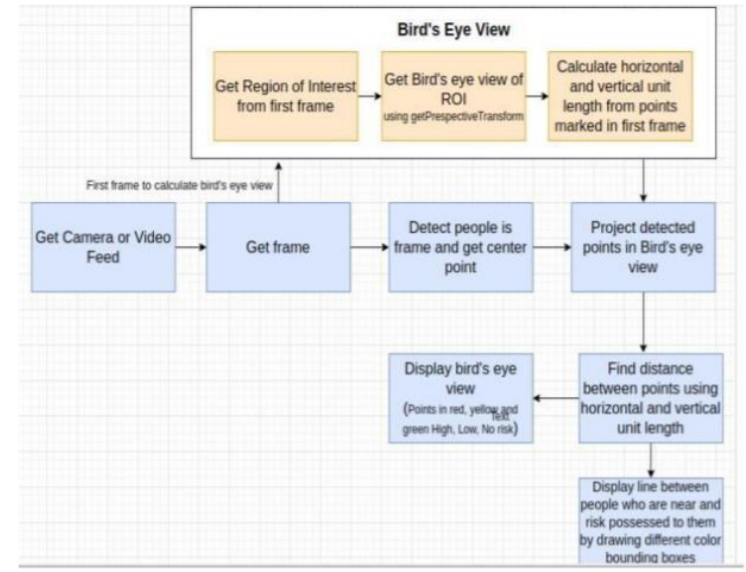 Bird's Eye View
Get Region of Interest
from first frame
Get Bird's eye view of
ROI
using getPrespectiveTransform
Calculate horizontal
and vertical unit
length from points
marked in first frame
First frame to calculate bird's eye view
Get Camera or Video
Feed
Get frame
Detect people is
frame and get center
point
Project detected
points in Bird's eye
view
Display bird's eye
view
(Points in red, yellow and
Text
green High, Low, No risk)
Find distance
between points using
horizontal and vertical
unit length
Display line between
people who are near and
risk possessed to them
by drawing different color
bounding boxes